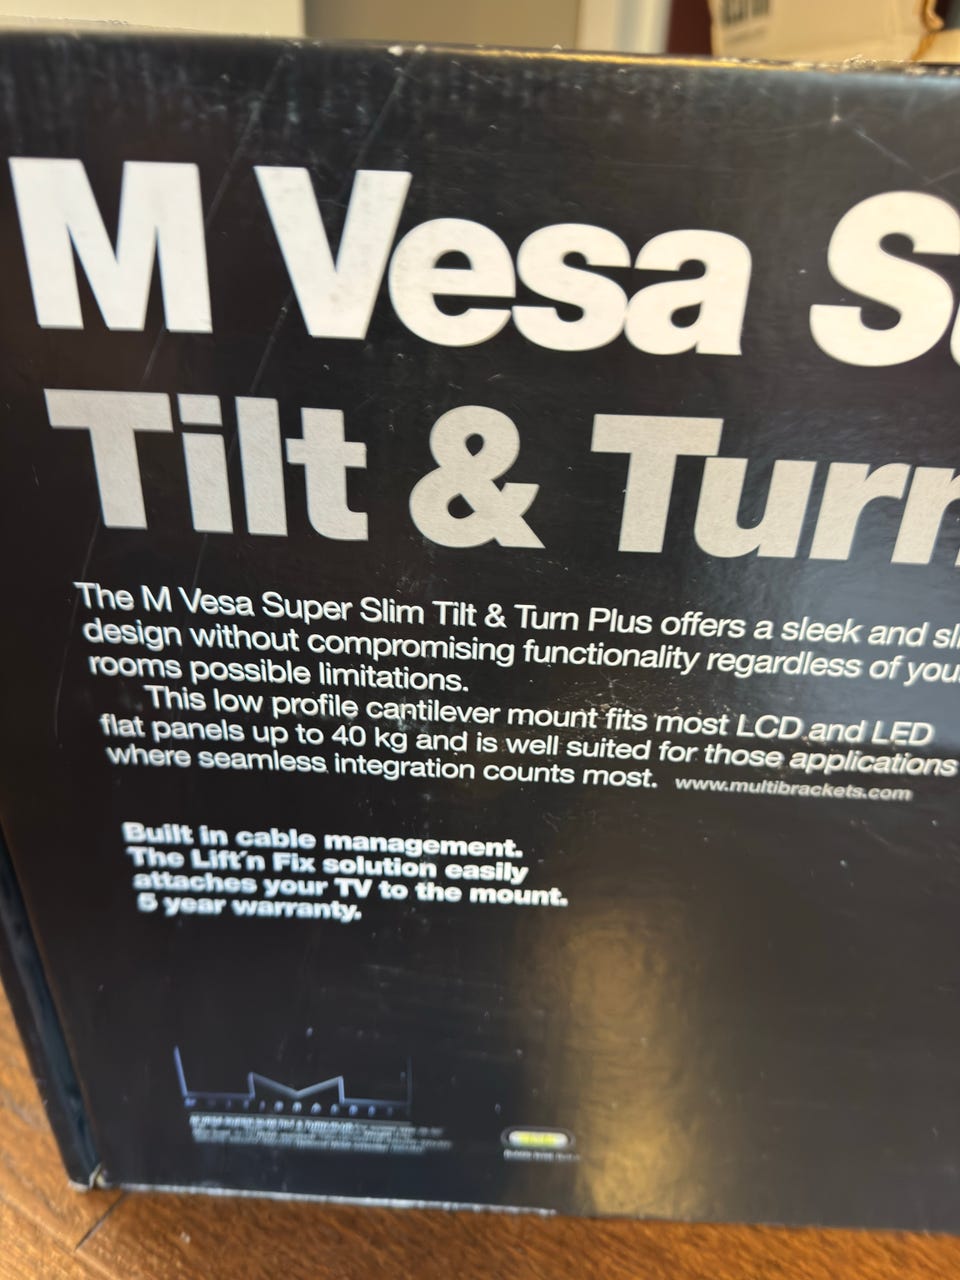 M Vesa
Tilt & Turn
The M Vesa Super Slim Tilt & Turn Plus offers a sleek and
design without compromising functionality regardless of
rooms possible limitations.
This low profile cantilever mount fits most LCD and LED
flat panels up to 40 kg and is well suited for those applications
where seamless integration counts most. www.multibrackets.com
Built in cable management.
The Lift´n Fix solution easily
attaches your TV to the mount.
5 year warranty.